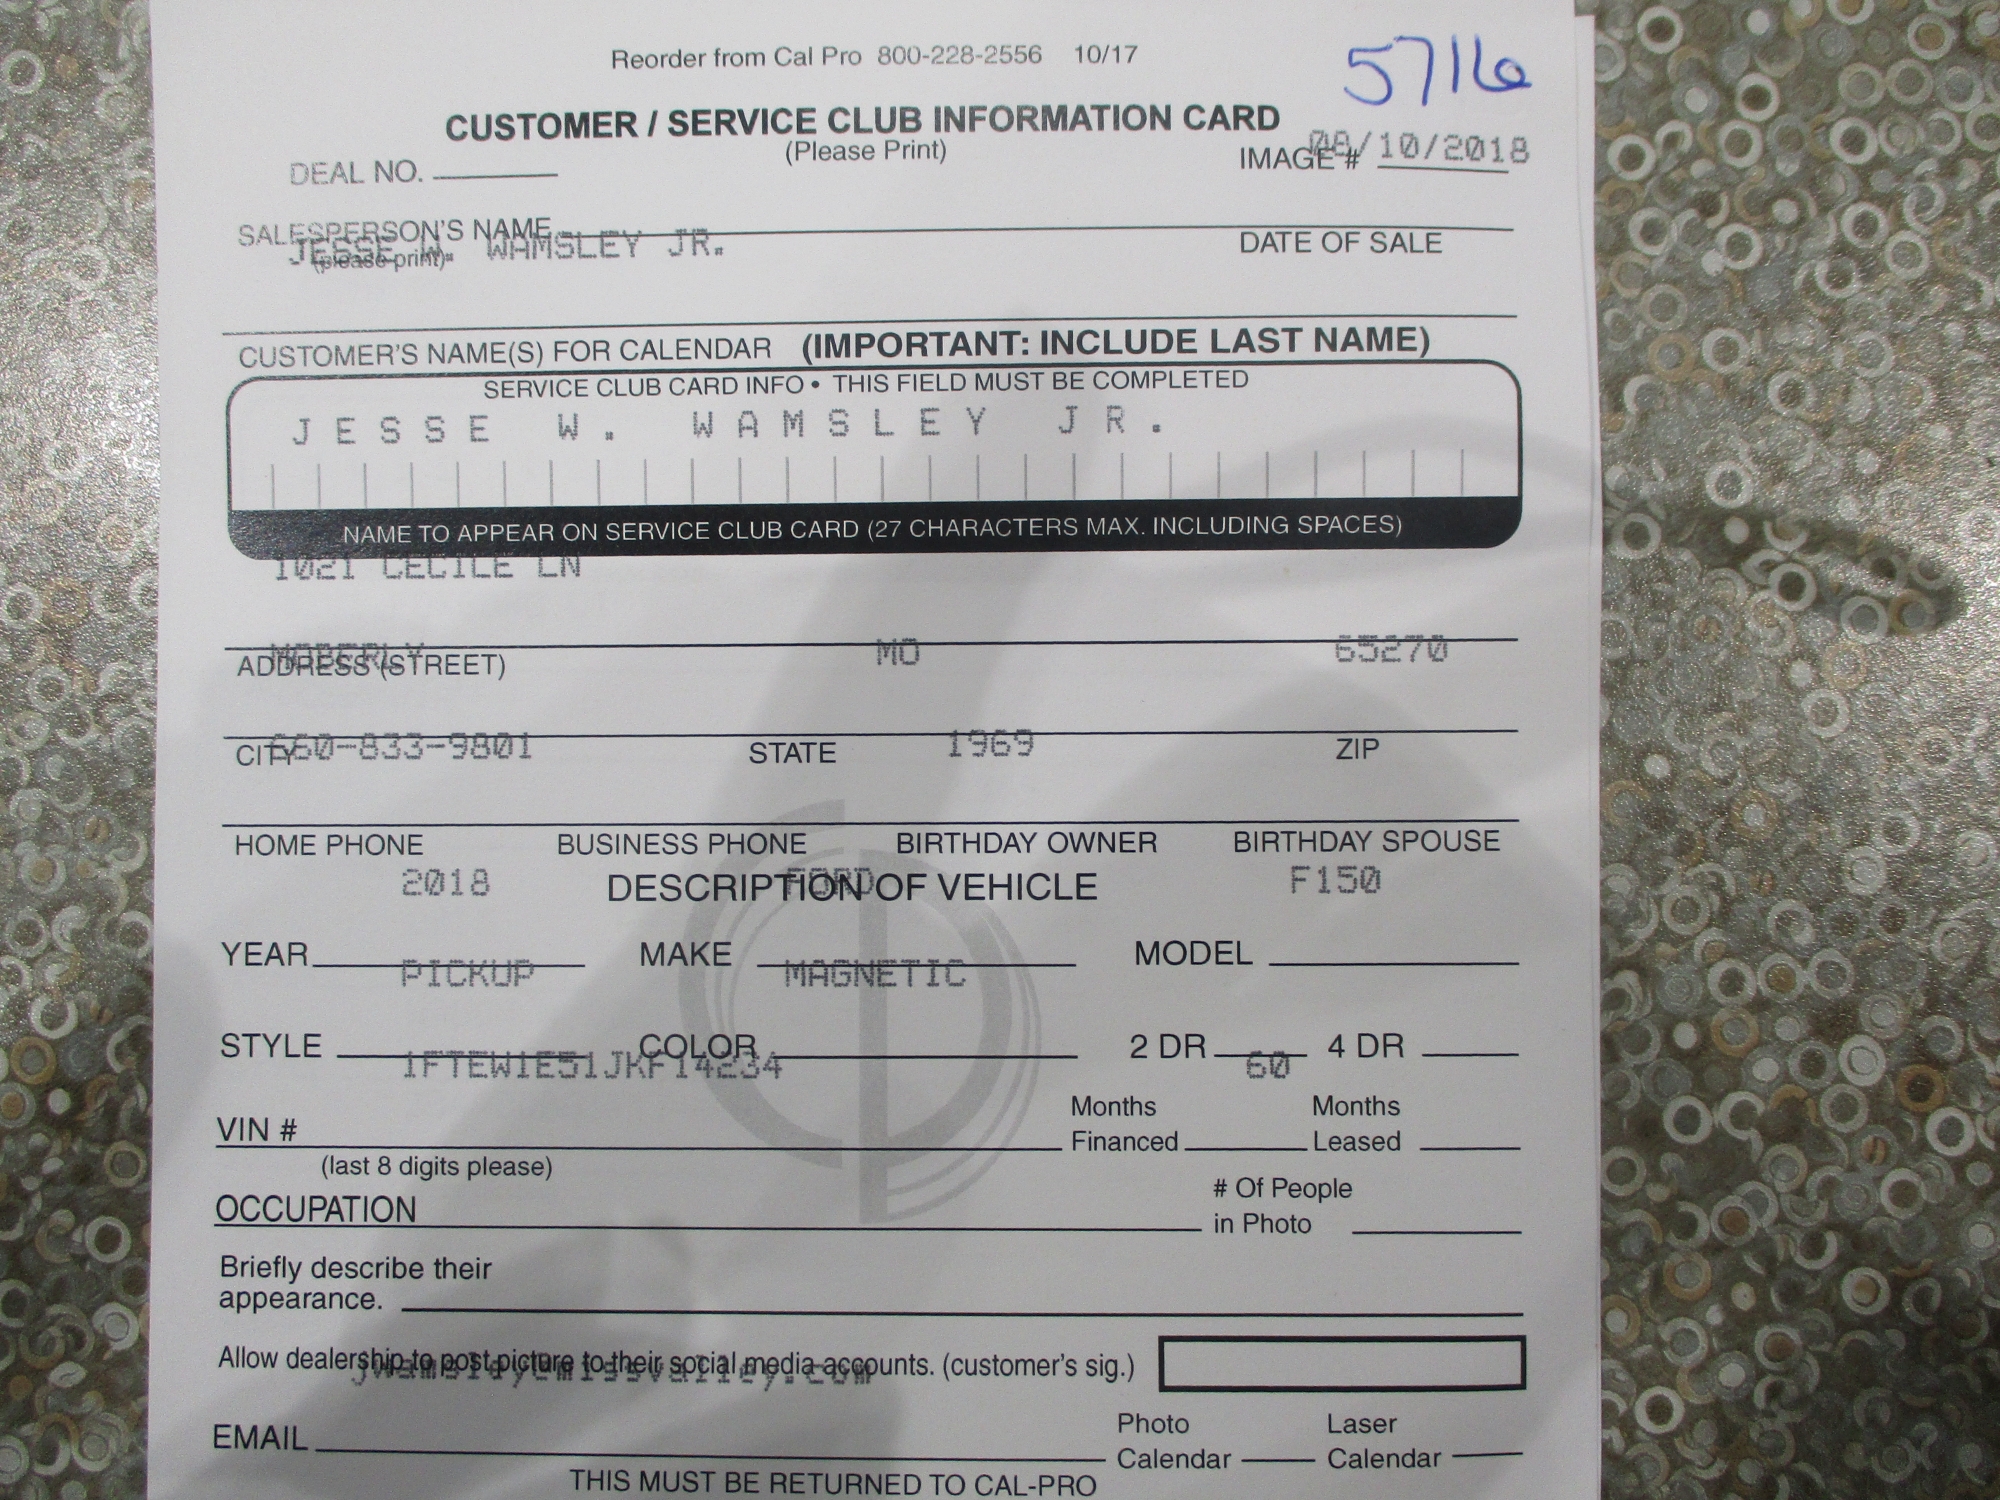 Reorder from Cal Pro 800-228-2556 10/17
5716
CUSTOMER / SERVICE CLUB INFORMATION CARD
(Please Print)
08/10/2018
DEAL NO.
IMAGE #
SALESPERSON'S NAME
(please print)
JESSE W. WAMSLEY JR.
DATE OF SALE
CUSTOMER'S NAME(S) FOR CALENDAR (IMPORTANT: INCLUDE LAST NAME)
SERVICE CLUB CARD INFO • THIS FIELD MUST BE COMPLETED
JESSE W. WAMSLEY JR.
NAME TO APPEAR ON SERVICE CLUB CARD (27 CHARACTERS MAX. INCLUDING SPACES)
1021 CECILE LN
MOBERLY MO 65270
ADDRESS (STREET)
660-833-9801 1969
CITY STATE ZIP
HOME PHONE BUSINESS PHONE BIRTHDAY OWNER BIRTHDAY SPOUSE
2018 FORD F150
DESCRIPTION OF VEHICLE
YEAR MAKE MODEL
PICKUP MAGNETIC
STYLE COLOR 2 DR 4 DR
1FTEW1E51JKF14234 60
VIN # Months Financed Months Leased
(last 8 digits please)
OCCUPATION # Of People in Photo
Briefly describe their
appearance.
Allow dealership to post picture to their social media accounts. (customer's sig.)
EMAIL Photo Calendar Laser Calendar
THIS MUST BE RETURNED TO CAL-PRO